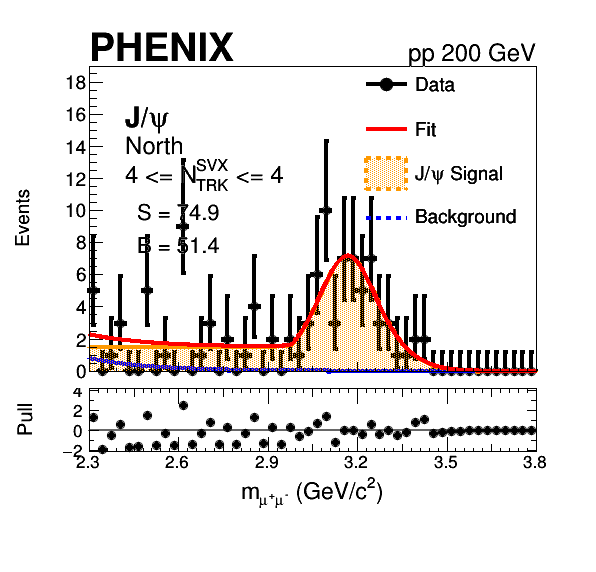 PHENIX pp 200 GeV
18
16
14
12
10
8
6
4
2
0
Events
J/ψ
North
4 <= N^SVX_TRK <= 4
S = 74.9
B = 51.4
Data
Fit
J/ψ Signal
Background
4
2
0
−2
Pull
2.3 2.6 2.9 3.2 3.5 3.8
m_μ⁺μ⁻ (GeV/c²)